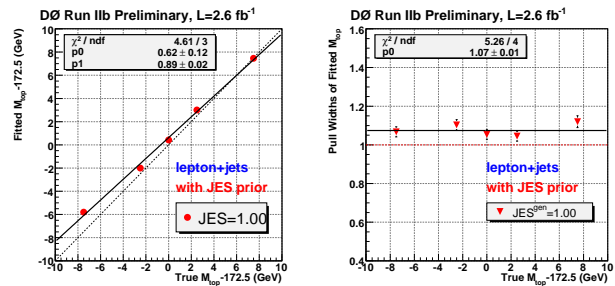 DØ Run IIb Preliminary, L=2.6 fb⁻¹
Fitted M_top-172.5 (GeV)
χ² / ndf 4.61 / 3
p0 0.62 ± 0.12
p1 0.89 ± 0.02
10
8
6
4
2
0
-2
-4
-6
-8
-10
lepton+jets
with JES prior
JES=1.00
-10 -8 -6 -4 -2 0 2 4 6 8 10
True M_top-172.5 (GeV)
DØ Run IIb Preliminary, L=2.6 fb⁻¹
Pull Widths of Fitted M_top
χ² / ndf 5.26 / 4
p0 1.07 ± 0.01
1.6
1.4
1.2
1
0.8
0.6
0.4
lepton+jets
with JES prior
JES^gen=1.00
-8 -6 -4 -2 0 2 4 6 8 10
True M_top-172.5 (GeV)